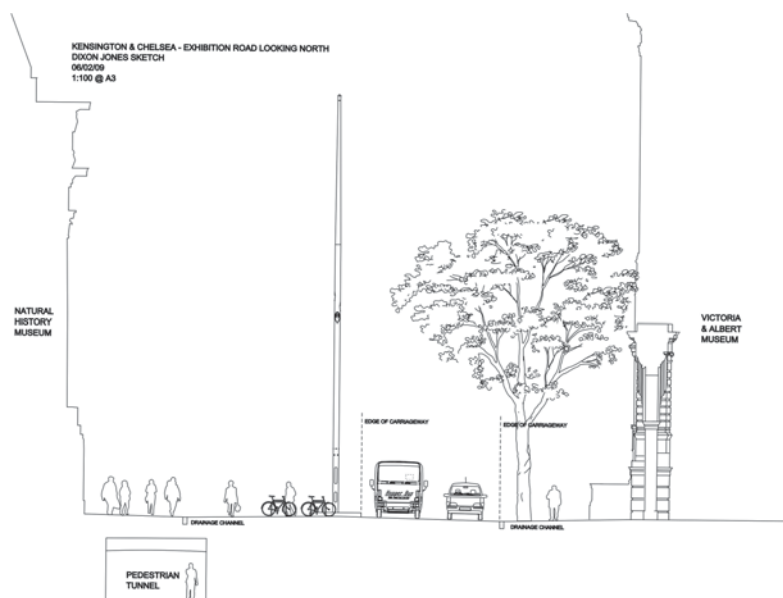 KENSINGTON & CHELSEA - EXHIBITION ROAD LOOKING NORTH
DIXON JONES SKETCH
06/02/09
1:100 @ A3
NATURAL
HISTORY
MUSEUM
VICTORIA
& ALBERT
MUSEUM
EDGE OF CARRIAGEWAY
EDGE OF CARRIAGEWAY
DRAINAGE CHANNEL
DRAINAGE CHANNEL
PEDESTRIAN
TUNNEL